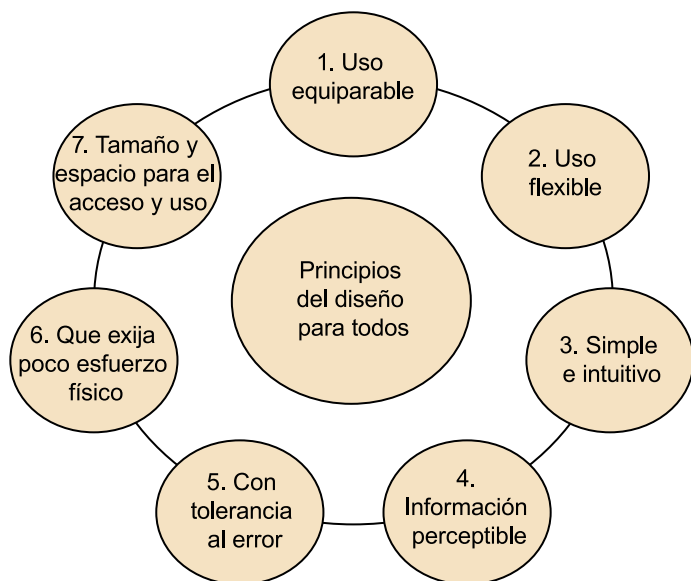 1. Uso
equiparable
2. Uso
flexible
3. Simple
e intuitivo
4.
Información
perceptible
5. Con
tolerancia
al error
6. Que exija
poco esfuerzo
físico
7. Tamaño y
espacio para el
acceso y uso
Principios
del diseño
para todos